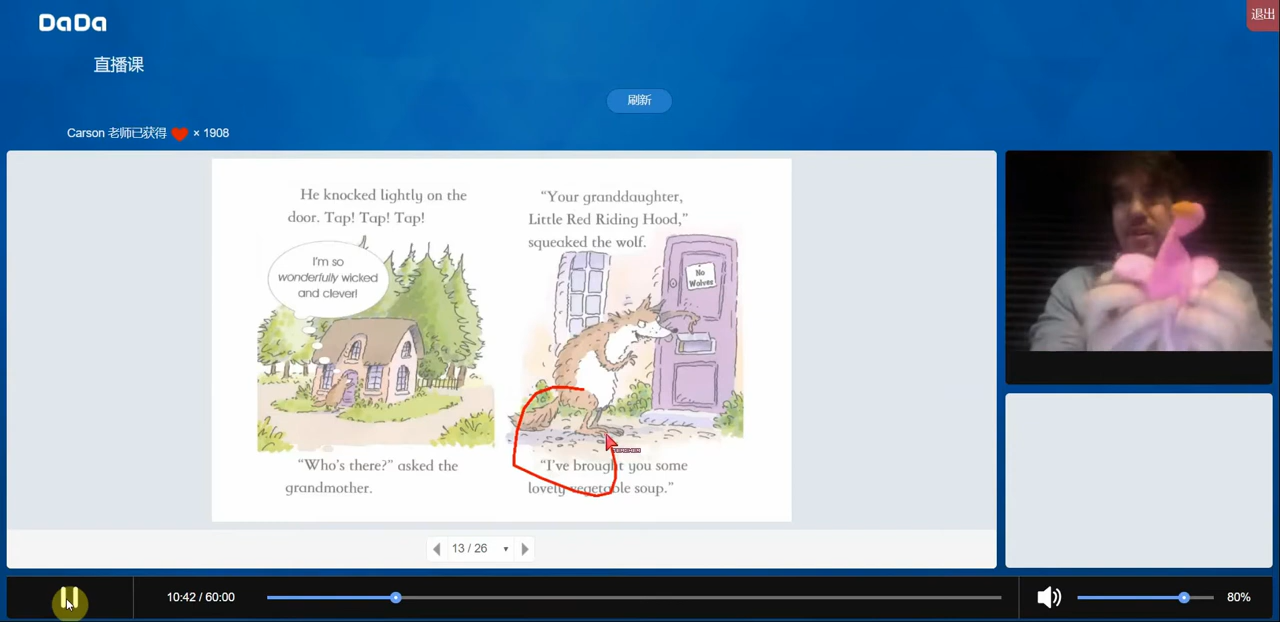 DaDa
退出
直播课
刷新
Carson 老师已获得 × 1908
He knocked lightly on the
door. Tap! Tap! Tap!
I'm so
wonderfully wicked
and clever!
"Who's there?" asked the
grandmother.
"Your granddaughter,
Little Red Riding Hood,"
squeaked the wolf.
No
Wolves
"I've brought you some
lovely vegetable soup."
13 / 26
10:42 / 60:00
80%